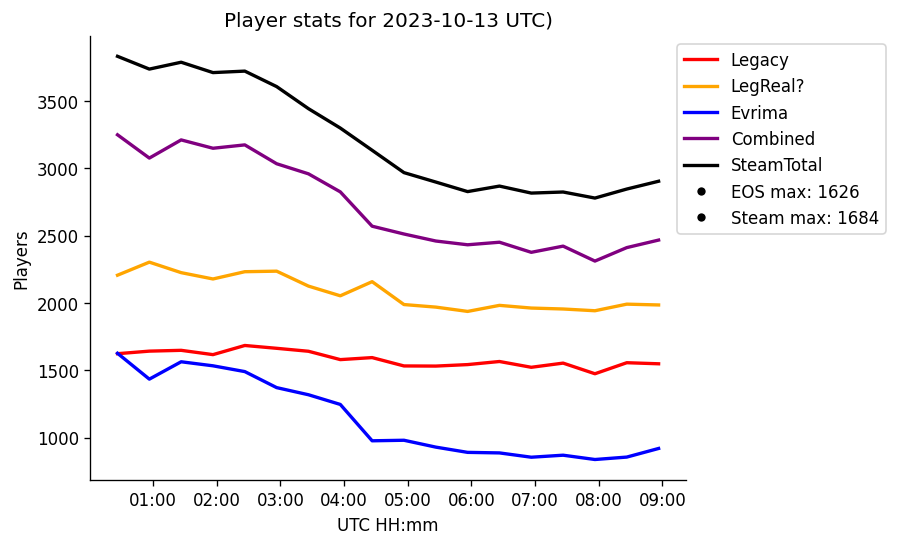 Player stats for 2023-10-13 UTC)
Legacy
LegReal?
Evrima
Combined
SteamTotal
EOS max: 1626
Steam max: 1684
Players
3500
3000
2500
2000
1500
1000
01:00 02:00 03:00 04:00 05:00 06:00 07:00 08:00 09:00
UTC HH:mm